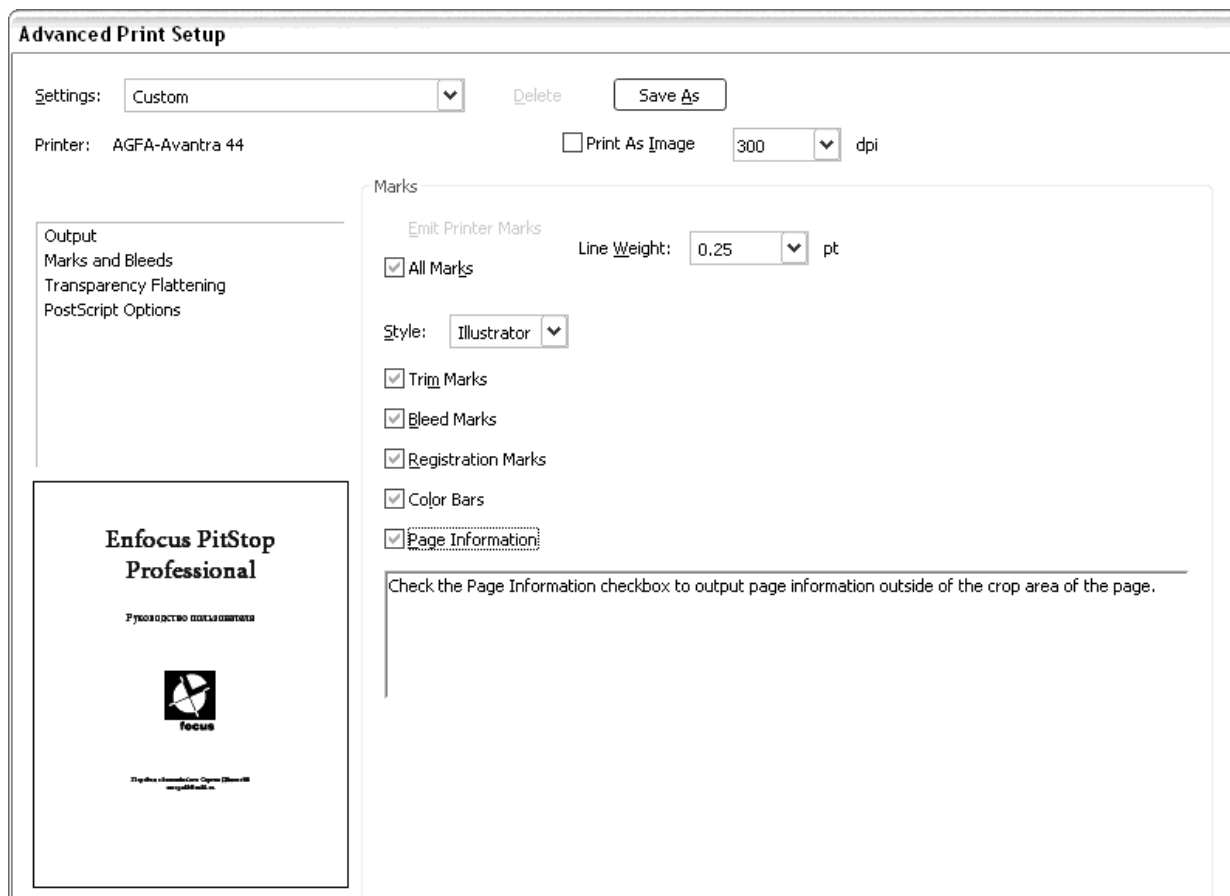 Advanced Print Setup
Settings: Custom Delete Save As
Printer: AGFA-Avantra 44 Print As Image 300 dpi
Marks
Output
Marks and Bleeds
Transparency Flattening
PostScript Options
Emit Printer Marks
All Marks
Line Weight: 0.25 pt
Style: Illustrator
Trim Marks
Bleed Marks
Registration Marks
Color Bars
Page Information
Check the Page Information checkbox to output page information outside of the crop area of the page.
Enfocus PitStop
Professional
Руководство пользователя
focus